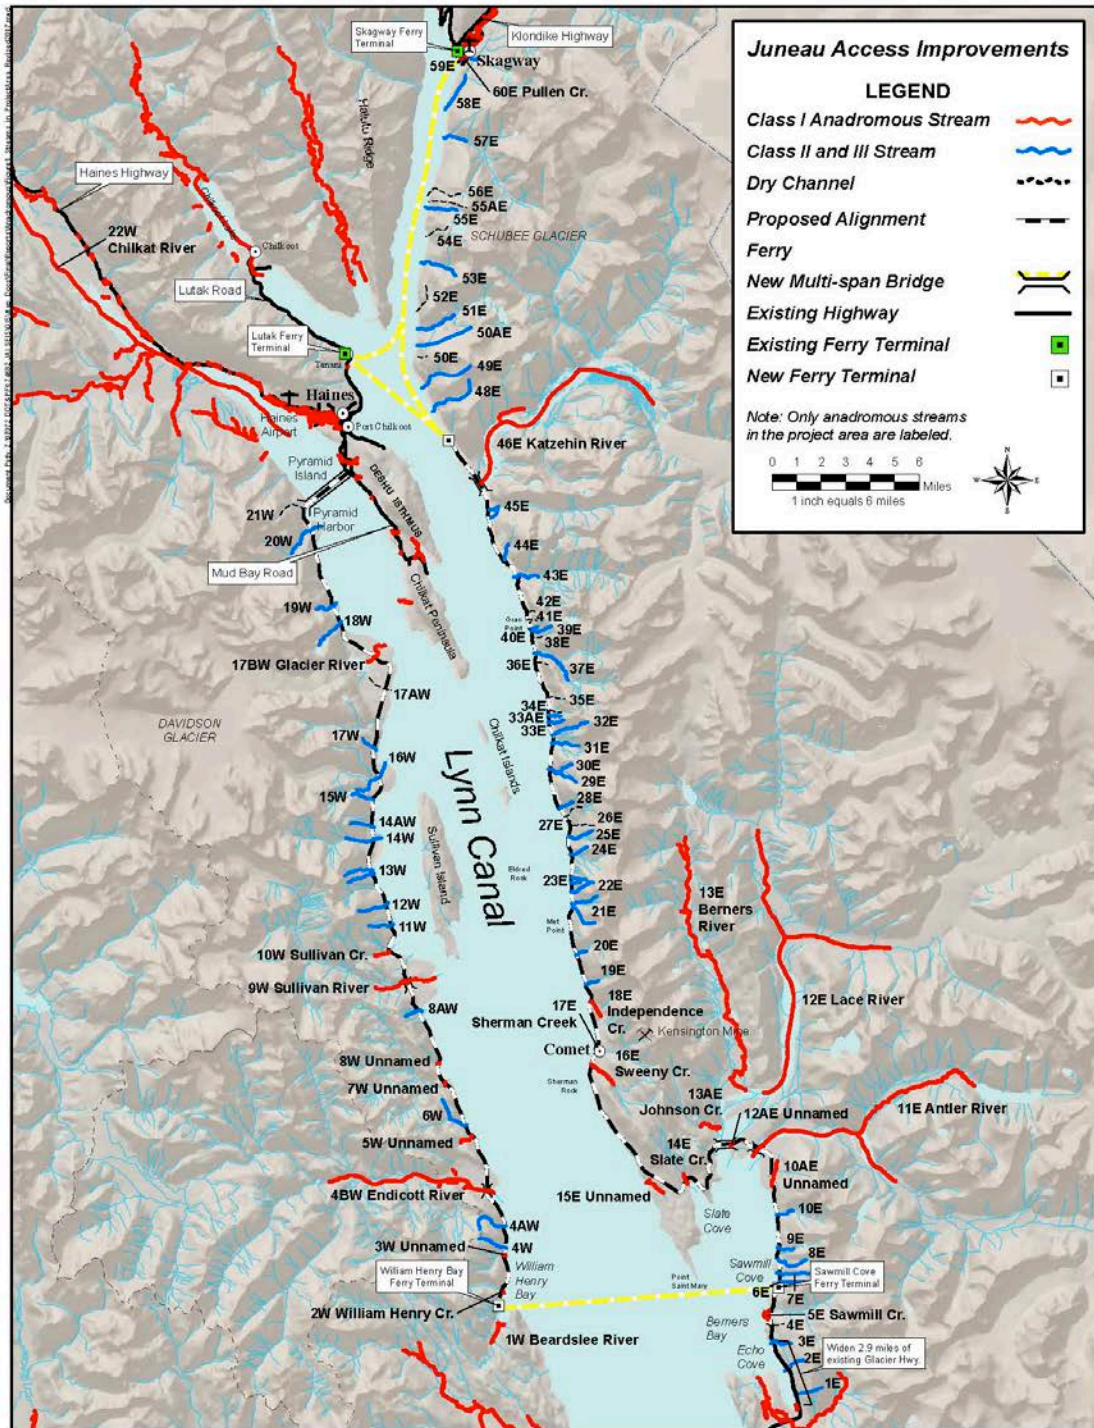 Skagway Ferry
Terminal
Klondike Highway
59E
Skagway
60E Pullen Cr.
58E
57E
Juneau Access Improvements
LEGEND
Class I Anadromous Stream
Class II and III Stream
Dry Channel
Proposed Alignment
Ferry
New Multi-span Bridge
Existing Highway
Existing Ferry Terminal
New Ferry Terminal
Note: Only anadromous streams
in the project area are labeled.
0 1 2 3 4 5 6
Miles
1 inch equals 6 miles
N
W
E
S
Haines Highway
22W
Chilkat River
Chilkoot
Lutak Road
Lutak Ferry
Terminal
Tanani
Haines
Haines
Airport
Port Chilkoot
56E
55AE
55E
54E
SCHUBEE GLACIER
53E
52E
51E
50AE
50E
49E
48E
46E Katzehin River
Pyramid
Island
DESHU ISTHMUS
21W
Pyramid
Harbor
20W
Mud Bay Road
45E
44E
43E
19W
18W
Chilkat Peninsula
42E
41E
40E
39E
38E
17BW Glacier River
36E
37E
17AW
35E
34E
33AE
33E
32E
DAVIDSON
GLACIER
17W
Chilkat Islands
31E
16W
Lynn Canal
30E
29E
15W
28E
14AW
14W
Sullivan Island
27E
26E
25E
24E
13W
Eldred
Rock
23E
22E
13E
Berners
River
12W
21E
11W
Met
Point
10W Sullivan Cr.
20E
9W Sullivan River
19E
12E Lace River
8AW
18E
Independence
Cr.
17E
Sherman Creek
Kensington Mine
Comet
8W Unnamed
16E
Sweeny Cr.
7W Unnamed
Sherman
Rock
13AE
Johnson Cr.
12AE Unnamed
11E Antler River
6W
5W Unnamed
14E
Slate Cr.
4BW Endicott River
15E Unnamed
10AE
Unnamed
Slate
Cove
10E
4AW
3W Unnamed
4W
9E
8E
William Henry Bay
Ferry Terminal
William
Henry
Bay
Point
Saint Mary
Sawmill
Cove
Sawmill Cove
Ferry Terminal
6E
7E
2W William Henry Cr.
5E Sawmill Cr.
Berners
Bay
4E
1W Beardslee River
3E
Echo
Cove
2E
Widen 2.9 miles of
existing Glacier Hwy.
1E